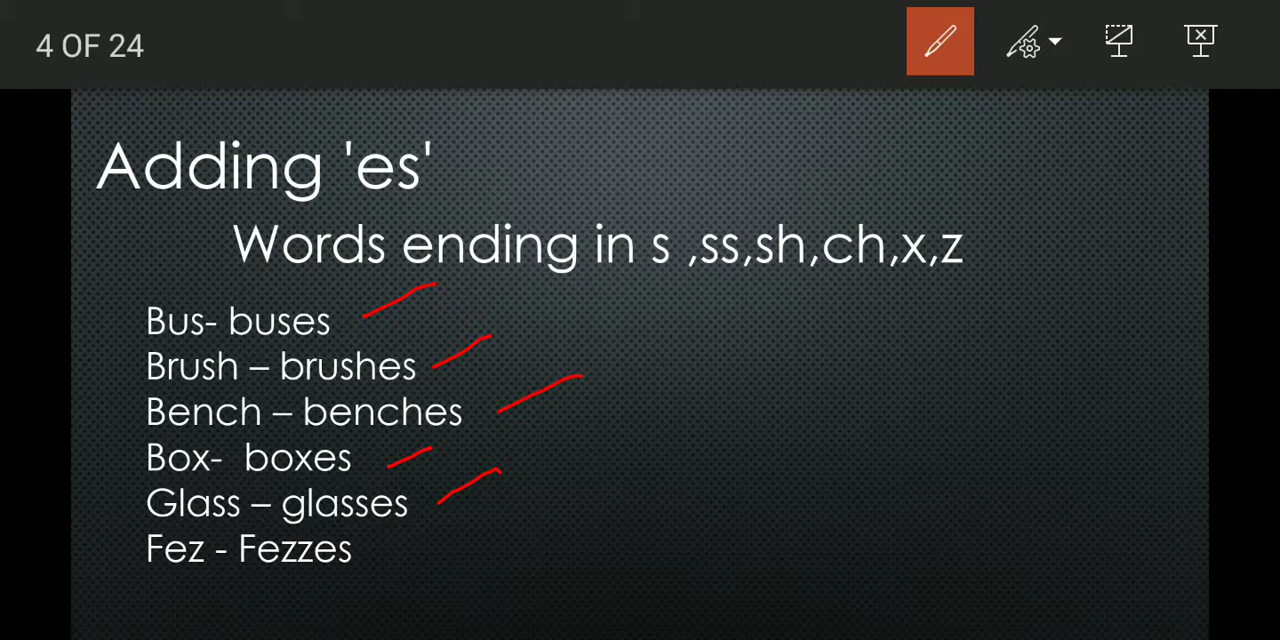 4 OF 24
Adding 'es'
Words ending in s ,ss,sh,ch,x,z
Bus- buses
Brush – brushes
Bench – benches
Box-  boxes
Glass – glasses
Fez - Fezzes